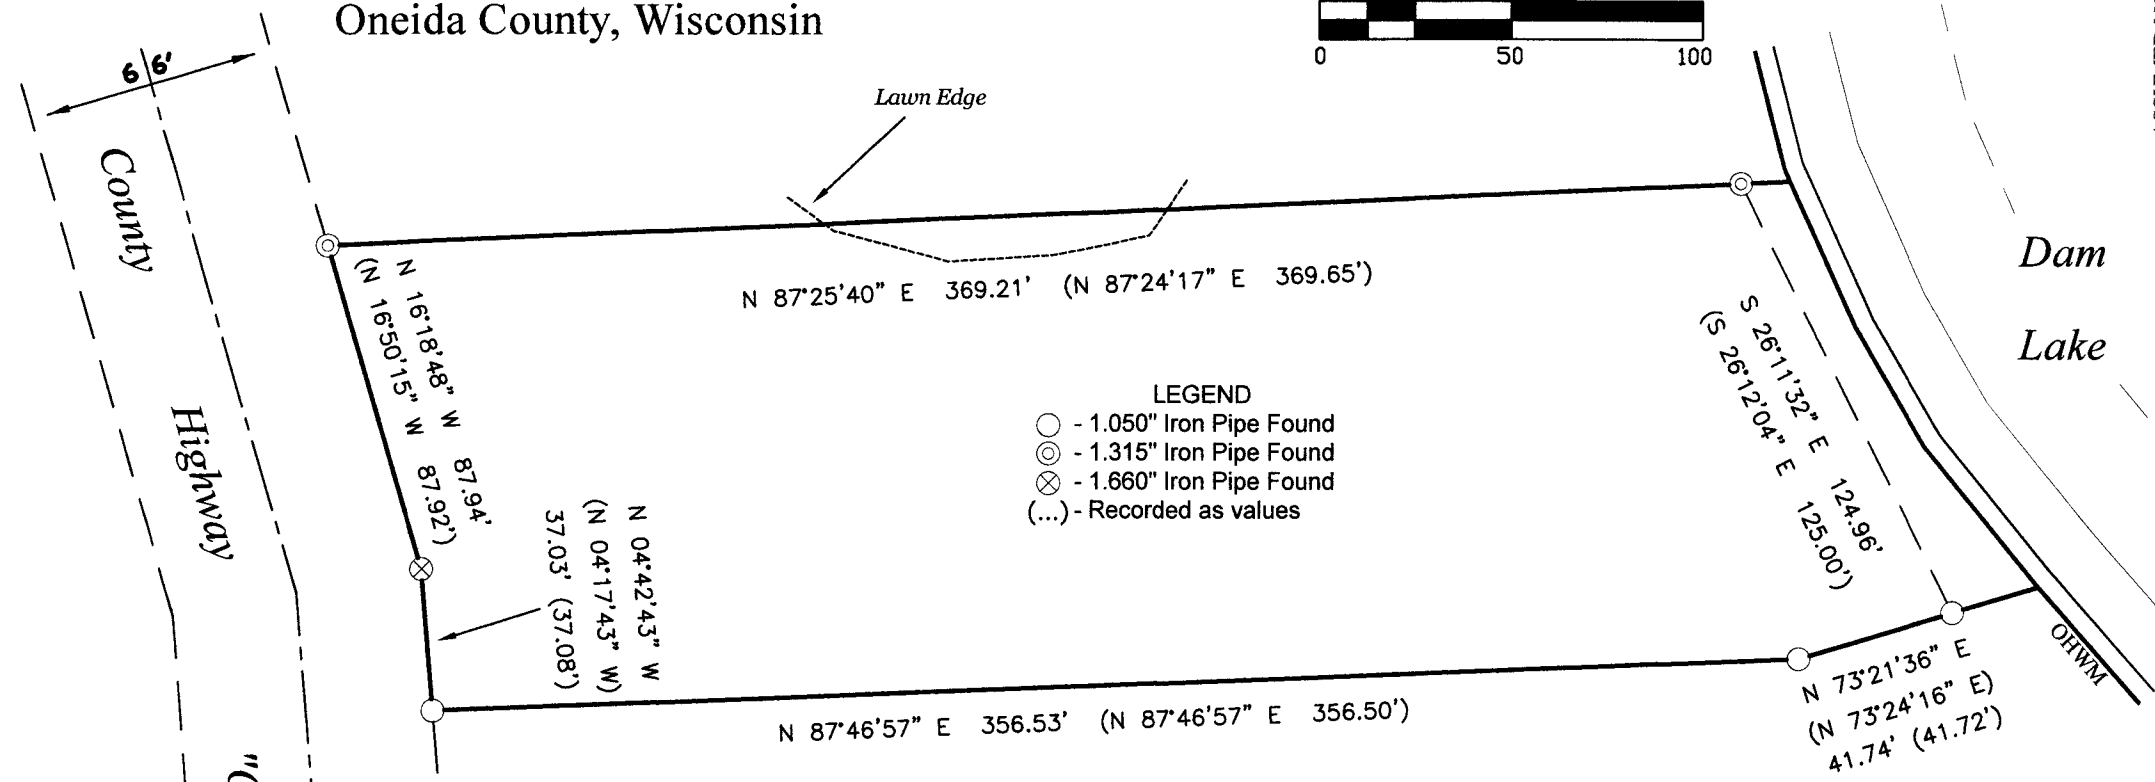 Oneida County, Wisconsin
0 50 100
66'
Lawn Edge
County
Highway
"C
N 87°25'40" E 369.21' (N 87°24'17" E 369.65')
N 16°18'48" W 87.94'
(N 16°50'15" W 87.92')
Dam
Lake
S 26°11'32" E 124.96'
(S 26°12'04" E 125.00')
LEGEND
- 1.050" Iron Pipe Found
- 1.315" Iron Pipe Found
- 1.660" Iron Pipe Found
(...) - Recorded as values
N 04°42'43" W
(N 04°17'43" W)
37.03' (37.08')
N 87°46'57" E 356.53' (N 87°46'57" E 356.50')
OHWM
N 73°21'36" E
(N 73°24'16" E)
41.74' (41.72')